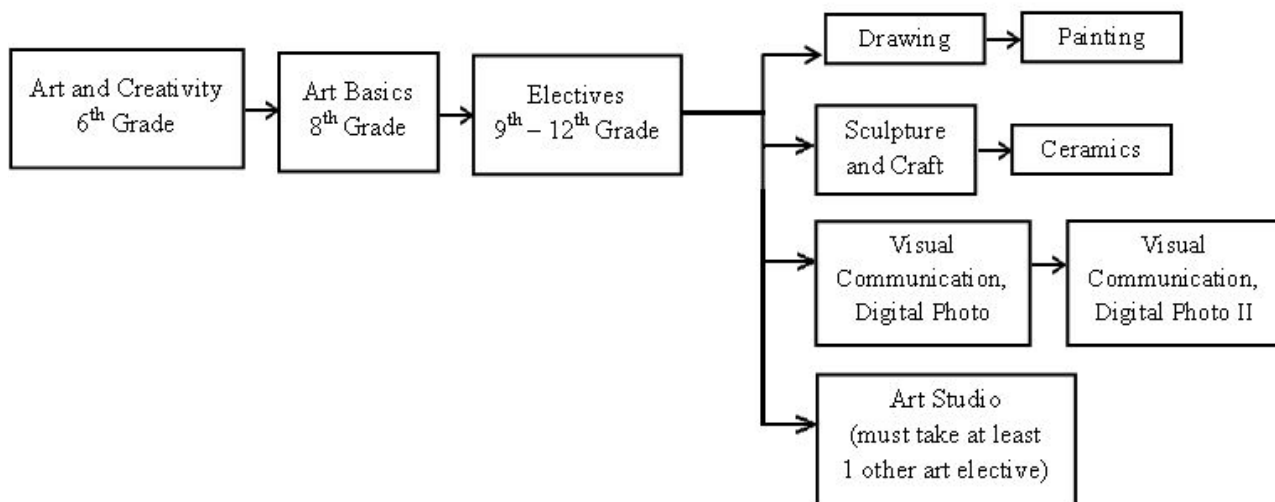 Art and Creativity
6th Grade
Art Basics
8th Grade
Electives
9th – 12th Grade
Drawing
Painting
Sculpture
and Craft
Ceramics
Visual
Communication,
Digital Photo
Visual
Communication,
Digital Photo II
Art Studio
(must take at least
1 other art elective)